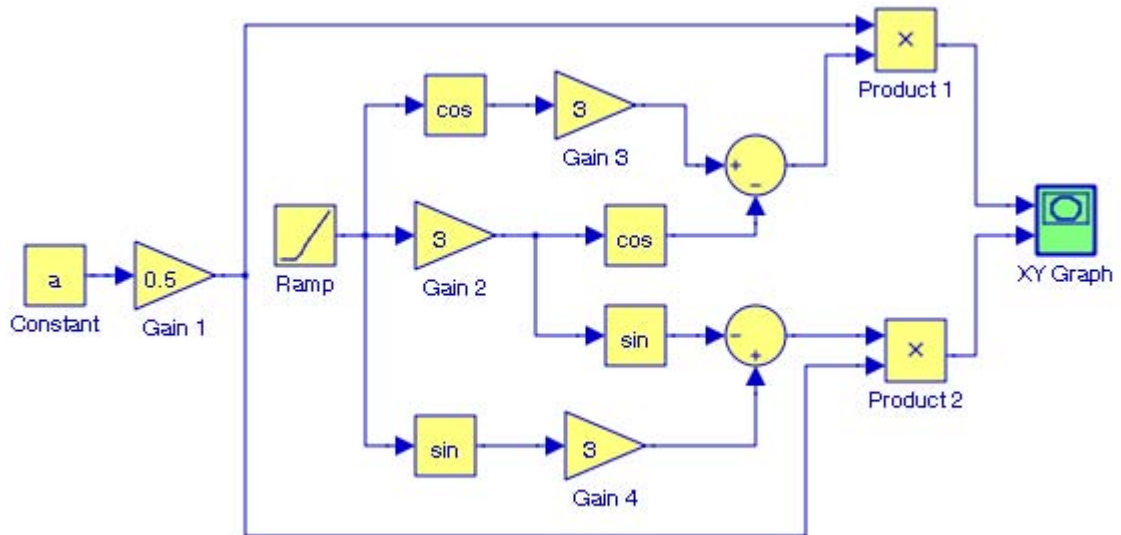 ×
Product 1
cos
3
Gain 3
+
−
Ramp
3
Gain 2
cos
XY Graph
a
Constant
0.5
Gain 1
sin
−
+
×
Product 2
sin
3
Gain 4